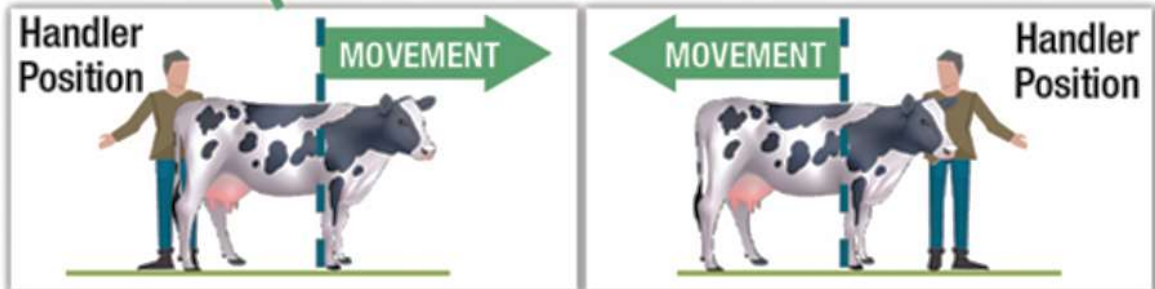 Handler
Position
MOVEMENT
MOVEMENT
Handler
Position